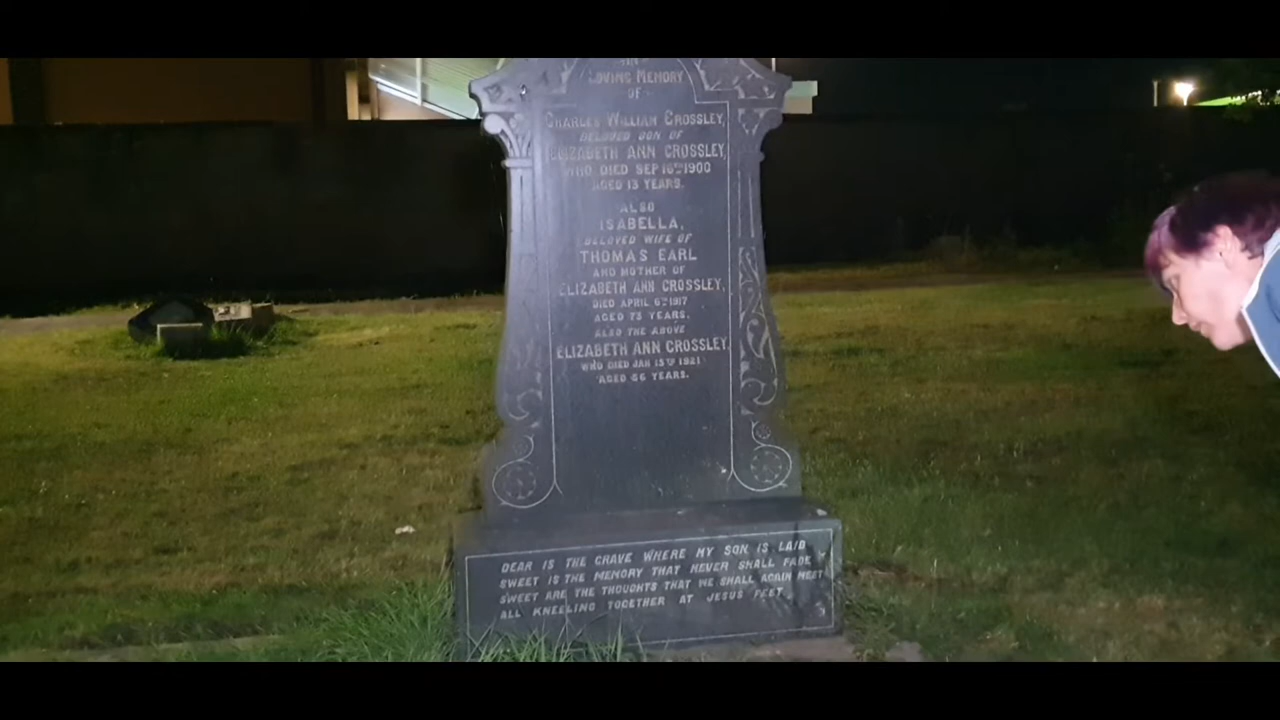 IN
LOVING MEMORY
OF
CHARLES WILLIAM CROSSLEY,
BELOVED SON OF
ELIZABETH ANN CROSSLEY,
WHO DIED SEP 16TH 1900
AGED 13 YEARS.
ALSO
ISABELLA,
BELOVED WIFE OF
THOMAS EARL
AND MOTHER OF
ELIZABETH ANN CROSSLEY,
DIED APRIL 6TH 1917
AGED 73 YEARS.
ALSO THE ABOVE
ELIZABETH ANN CROSSLEY,
WHO DIED JAN 15TH 1921
AGED 56 YEARS.
DEAR IS THE GRAVE WHERE MY SON IS LAID
SWEET IS THE MEMORY THAT NEVER SHALL FADE
SWEET ARE THE THOUGHTS THAT WE SHALL AGAIN MEET
ALL KNEELING TOGETHER AT JESUS FEET.